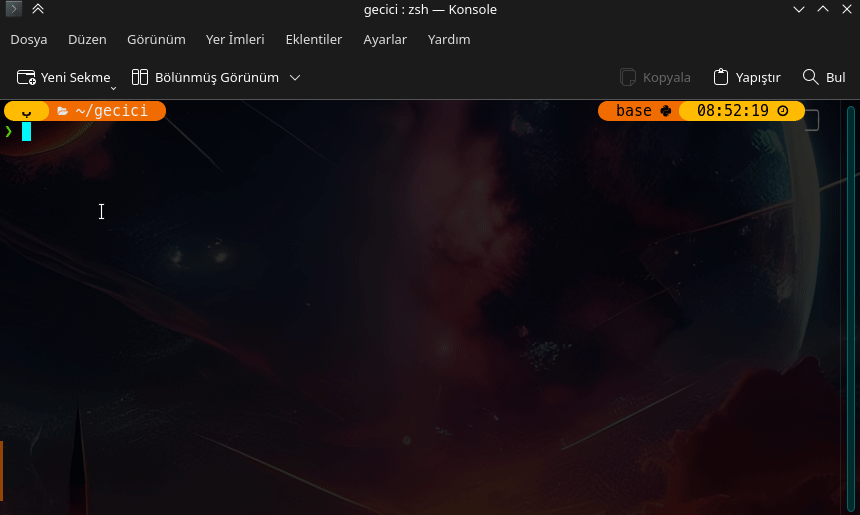 gecici : zsh — Konsole
Dosya Düzen Görünüm Yer İmleri Eklentiler Ayarlar Yardım
Yeni Sekme Bölünmüş Görünüm Kopyala Yapıştır Bul
~/gecici base 08:52:19
❯